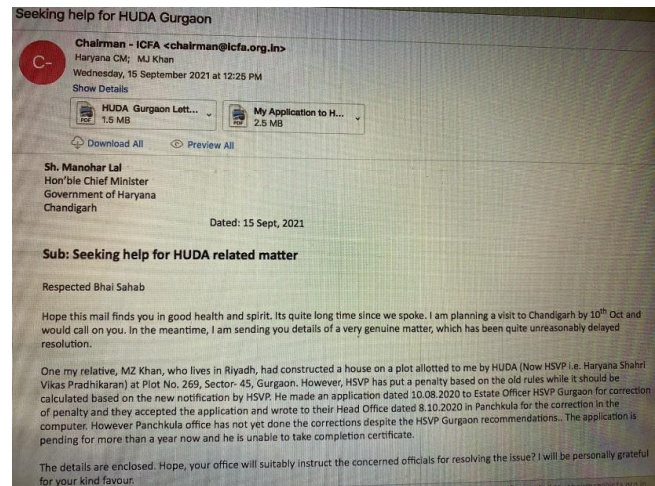 Seeking help for HUDA Gurgaon
C-
Chairman - ICFA <chairman@icfa.org.in>
Haryana CM; MJ Khan
Wednesday, 15 September 2021 at 12:25 PM
Show Details
HUDA Gurgaon Lett...
PDF 1.5 MB
My Application to H...
PDF 2.5 MB
Download All Preview All
Sh. Manohar Lal
Hon'ble Chief Minister
Government of Haryana
Chandigarh
Dated: 15 Sept, 2021
Sub: Seeking help for HUDA related matter
Respected Bhai Sahab
Hope this mail finds you in good health and spirit. Its quite long time since we spoke. I am planning a visit to Chandigarh by 10th Oct and
would call on you. In the meantime, I am sending you details of a very genuine matter, which has been quite unreasonably delayed
resolution.
One my relative, MZ Khan, who lives in Riyadh, had constructed a house on a plot allotted to me by HUDA (Now HSVP i.e. Haryana Shahri
Vikas Pradhikaran) at Plot No. 269, Sector- 45, Gurgaon. However, HSVP has put a penalty based on the old rules while it should be
calculated based on the new notification by HSVP. He made an application dated 10.08.2020 to Estate Officer HSVP Gurgaon for correction
of penalty and they accepted the application and wrote to their Head Office dated 8.10.2020 in Panchkula for the correction in the
computer. However Panchkula office has not yet done the corrections despite the HSVP Gurgaon recommendations.. The application is
pending for more than a year now and he is unable to take completion certificate.
The details are enclosed. Hope, your office will suitably instruct the concerned officials for resolving the issue? I will be personally grateful
for your kind favour.